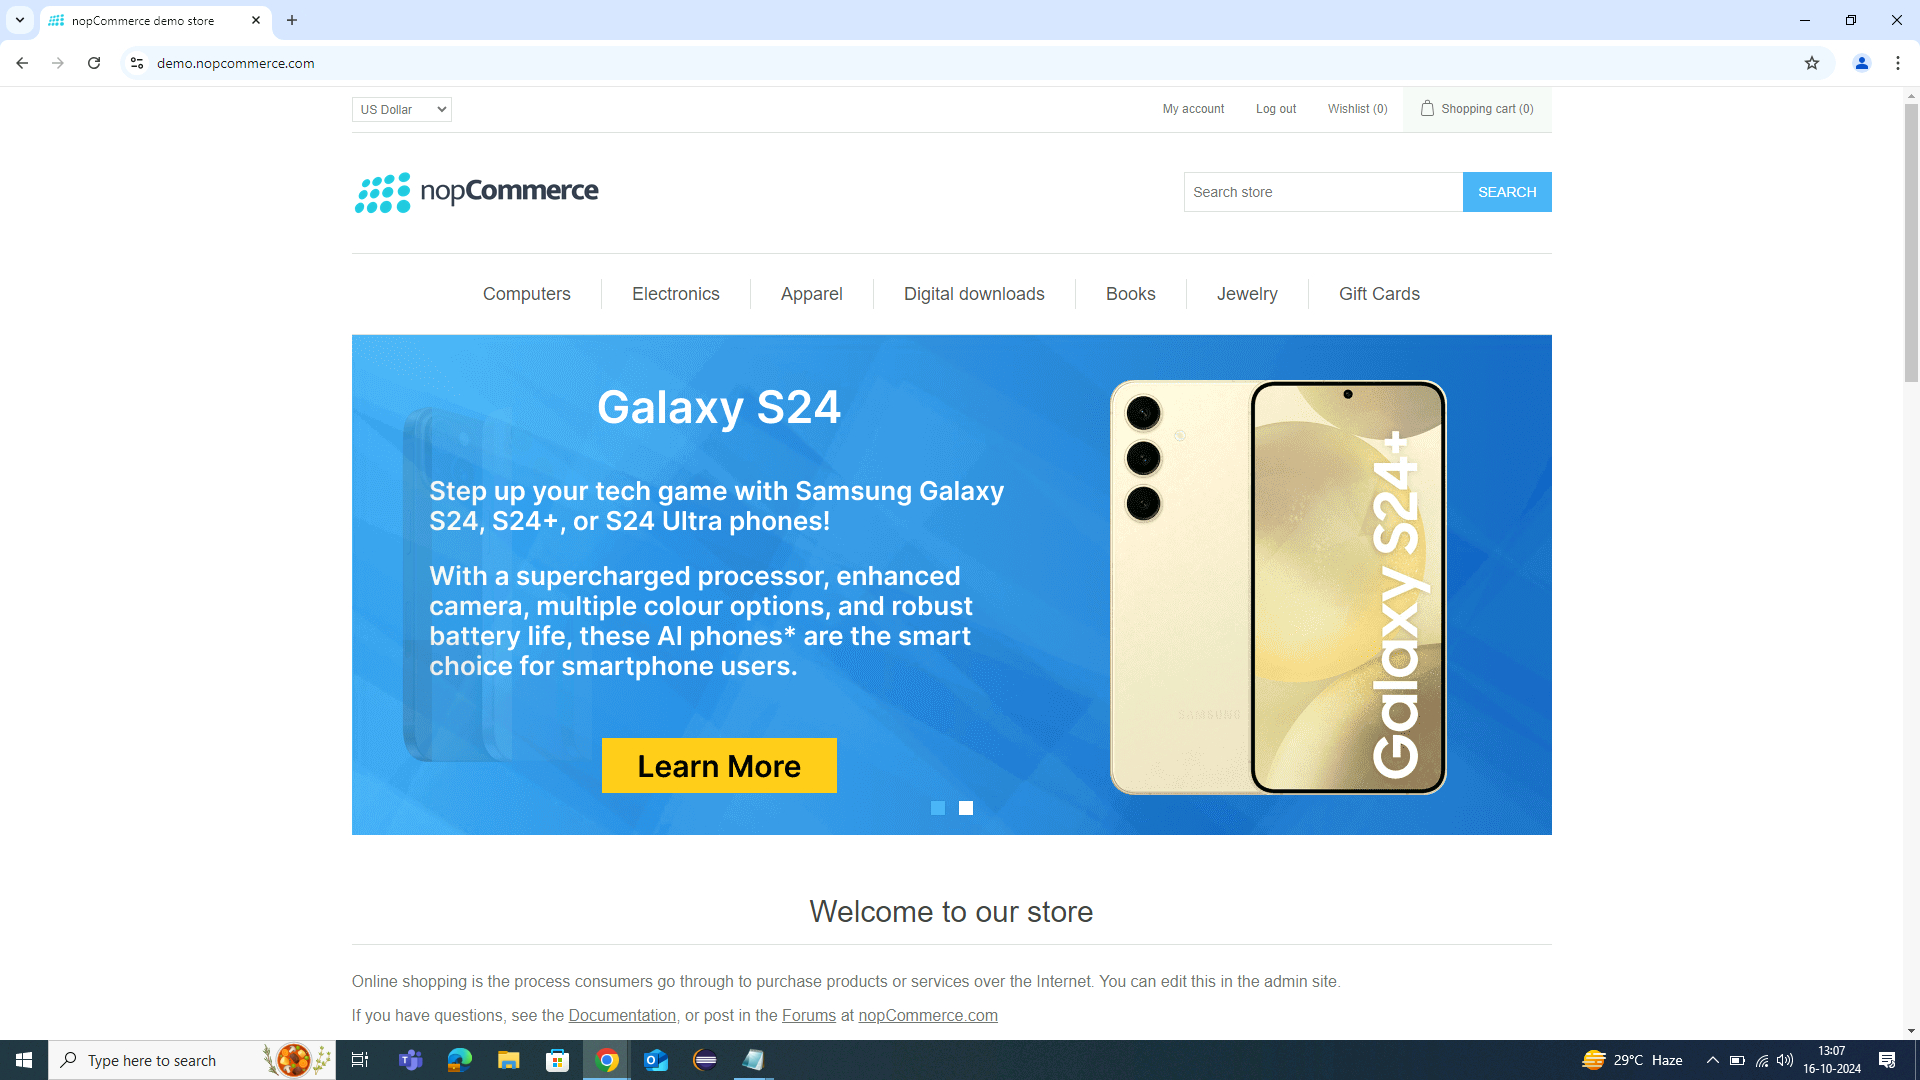 nopCommerce demo store
demo.nopcommerce.com
US Dollar
My account
Log out
Wishlist (0)
Shopping cart (0)
nopCommerce
Search store
SEARCH
Computers
Electronics
Apparel
Digital downloads
Books
Jewelry
Gift Cards
Galaxy S24
Step up your tech game with Samsung Galaxy
S24, S24+, or S24 Ultra phones!
With a supercharged processor, enhanced
camera, multiple colour options, and robust
battery life, these AI phones* are the smart
choice for smartphone users.
Learn More
SAMSUNG
Galaxy S24+
Welcome to our store
Online shopping is the process consumers go through to purchase products or services over the Internet. You can edit this in the admin site.
If you have questions, see the Documentation, or post in the Forums at nopCommerce.com
Type here to search
29°C Haze
13:07
16-10-2024